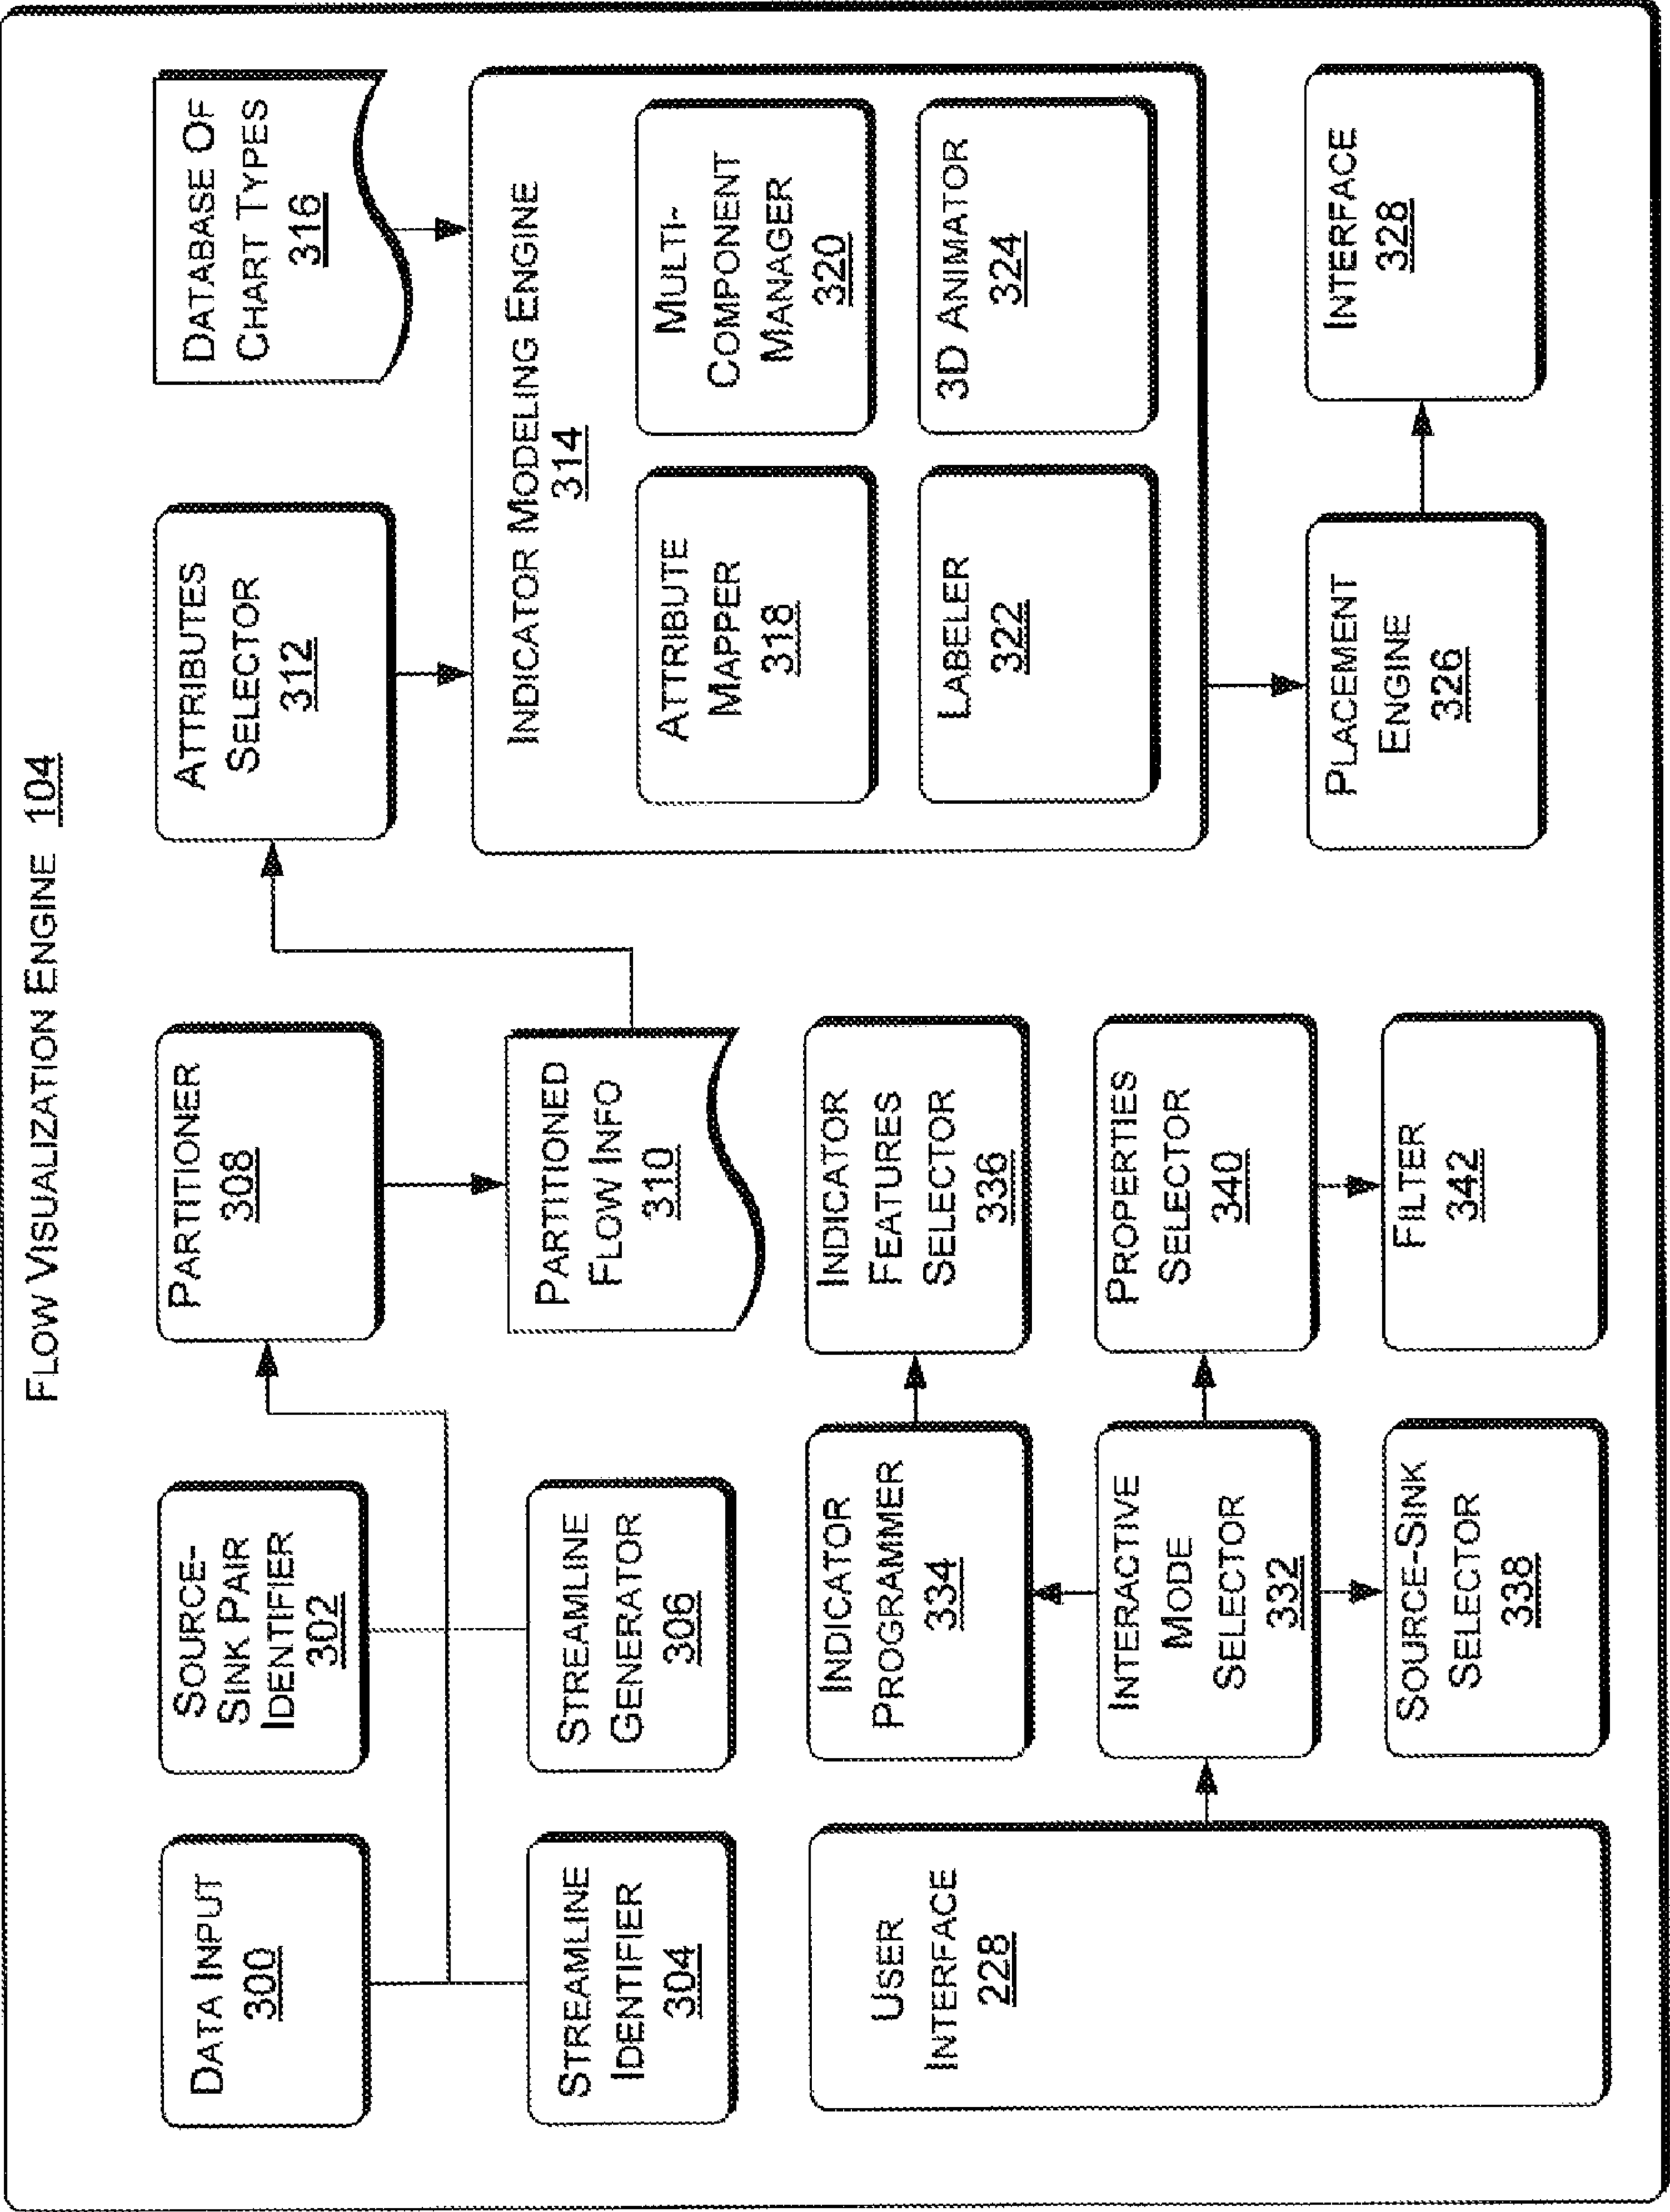 FLOW VISUALIZATION ENGINE 104
DATA INPUT
300
SOURCE-
SINK PAIR
IDENTIFIER
302
STREAMLINE
IDENTIFIER
304
STREAMLINE
GENERATOR
306
PARTITIONER
308
PARTITIONED
FLOW INFO
310
ATTRIBUTES
SELECTOR
312
DATABASE OF
CHART TYPES
316
INDICATOR MODELING ENGINE
314
ATTRIBUTE
MAPPER
318
MULTI-
COMPONENT
MANAGER
320
LABELER
322
3D ANIMATOR
324
PLACEMENT
ENGINE
326
INTERFACE
328
USER
INTERFACE
228
INDICATOR
PROGRAMMER
334
INDICATOR
FEATURES
SELECTOR
336
INTERACTIVE
MODE
SELECTOR
332
PROPERTIES
SELECTOR
340
SOURCE-SINK
SELECTOR
338
FILTER
342